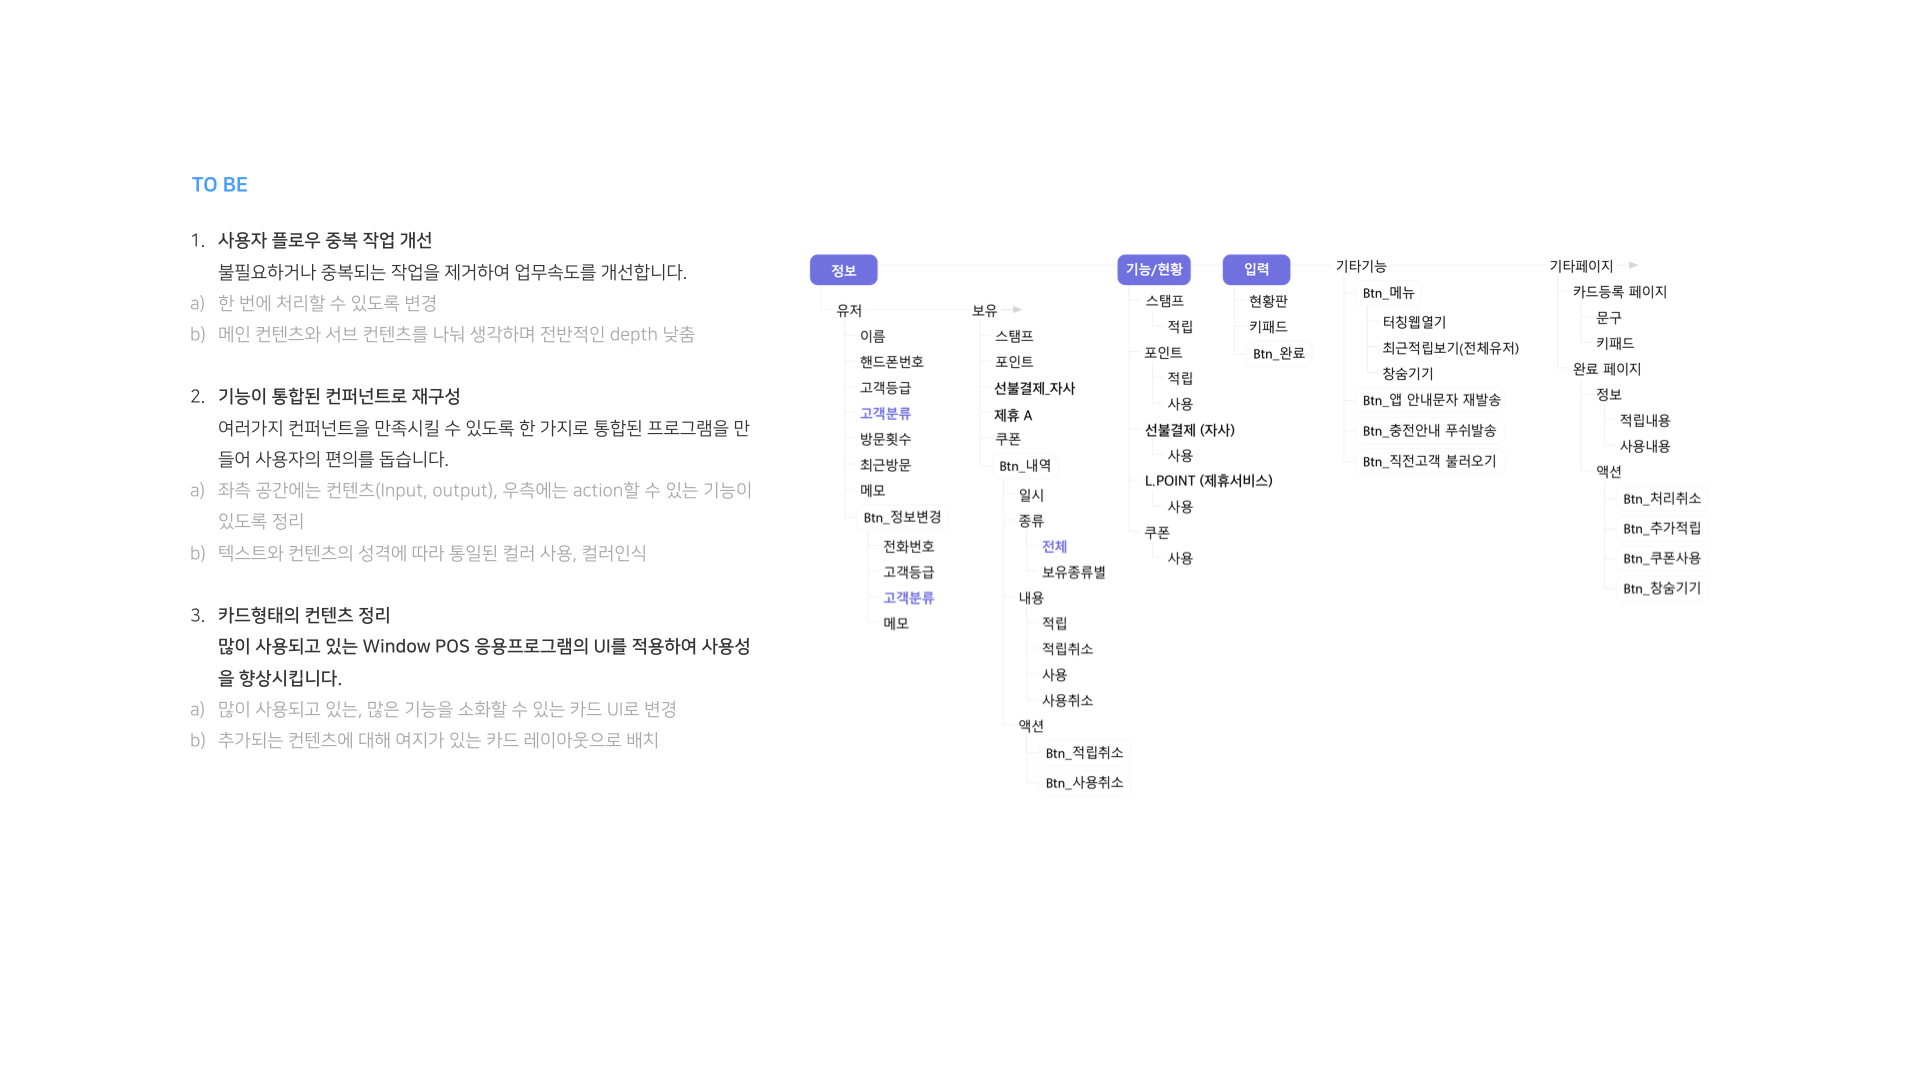 TO BE
1. 사용자 플로우 중복 작업 개선
불필요하거나 중복되는 작업을 제거하여 업무속도를 개선합니다.
a) 한 번에 처리할 수 있도록 변경
b) 메인 컨텐츠와 서브 컨텐츠를 나눠 생각하며 전반적인 depth 낮춤
2. 기능이 통합된 컨퍼넌트로 재구성
여러가지 컨퍼넌트을 만족시킬 수 있도록 한 가지로 통합된 프로그램을 만
들어 사용자의 편의를 돕습니다.
a) 좌측 공간에는 컨텐츠(Input, output), 우측에는 action할 수 있는 기능이
있도록 정리
b) 텍스트와 컨텐츠의 성격에 따라 통일된 컬러 사용, 컬러인식
3. 카드형태의 컨텐츠 정리
많이 사용되고 있는 Window POS 응용프로그램의 UI를 적용하여 사용성
을 향상시킵니다.
a) 많이 사용되고 있는, 많은 기능을 소화할 수 있는 카드 UI로 변경
b) 추가되는 컨텐츠에 대해 여지가 있는 카드 레이아웃으로 배치
정보
유저
이름
핸드폰번호
고객등급
고객분류
방문횟수
최근방문
메모
Btn_정보변경
전화번호
고객등급
고객분류
메모
보유
스탬프
포인트
선불결제_자사
제휴 A
쿠폰
Btn_내역
일시
종류
전체
보유종류별
내용
적립
적립취소
사용
사용취소
액션
Btn_적립취소
Btn_사용취소
기능/현황
스탬프
적립
포인트
적립
사용
선불결제 (자사)
사용
L.POINT (제휴서비스)
사용
쿠폰
사용
입력
현황판
키패드
Btn_완료
기타기능
Btn_메뉴
터칭웹열기
최근적립보기(전체유저)
창숨기기
Btn_앱 안내문자 재발송
Btn_충전안내 푸쉬발송
Btn_직전고객 불러오기
기타페이지
카드등록 페이지
문구
키패드
완료 페이지
정보
적립내용
사용내용
액션
Btn_처리취소
Btn_추가적립
Btn_쿠폰사용
Btn_창숨기기